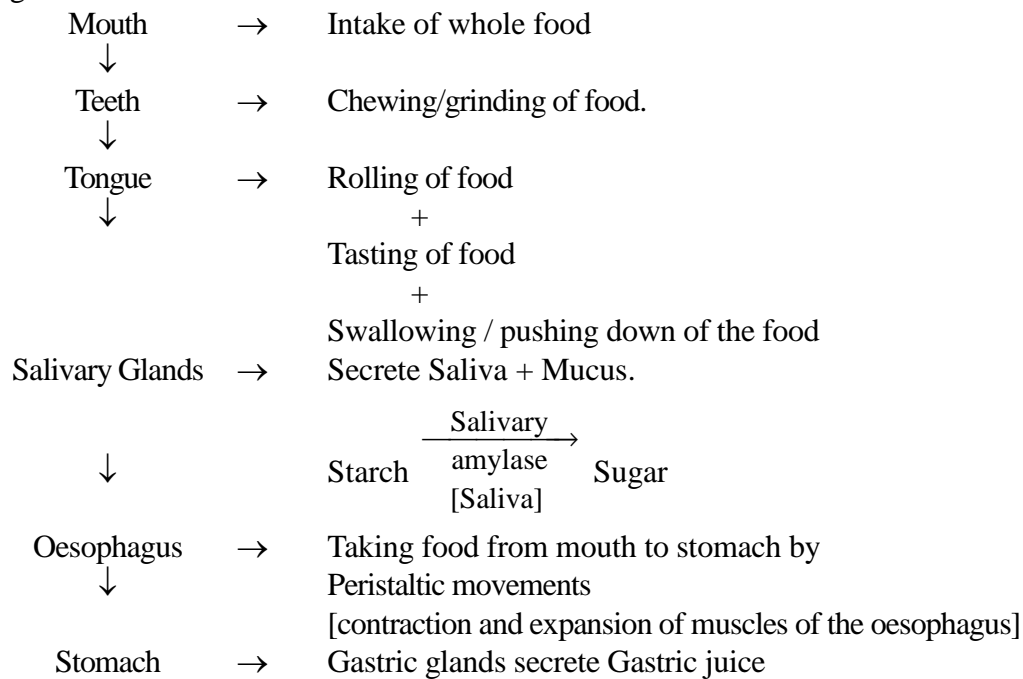 Mouth → Intake of whole food
↓
Teeth → Chewing/grinding of food.
↓
Tongue → Rolling of food
↓ +
Tasting of food
+
Swallowing / pushing down of the food
Salivary Glands → Secrete Saliva + Mucus.
↓ Starch Salivary amylase [Saliva] → Sugar
Oesophagus → Taking food from mouth to stomach by
↓ Peristaltic movements
[contraction and expansion of muscles of the oesophagus]
Stomach → Gastric glands secrete Gastric juice